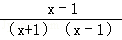 x-1
(x+1) (x-1)